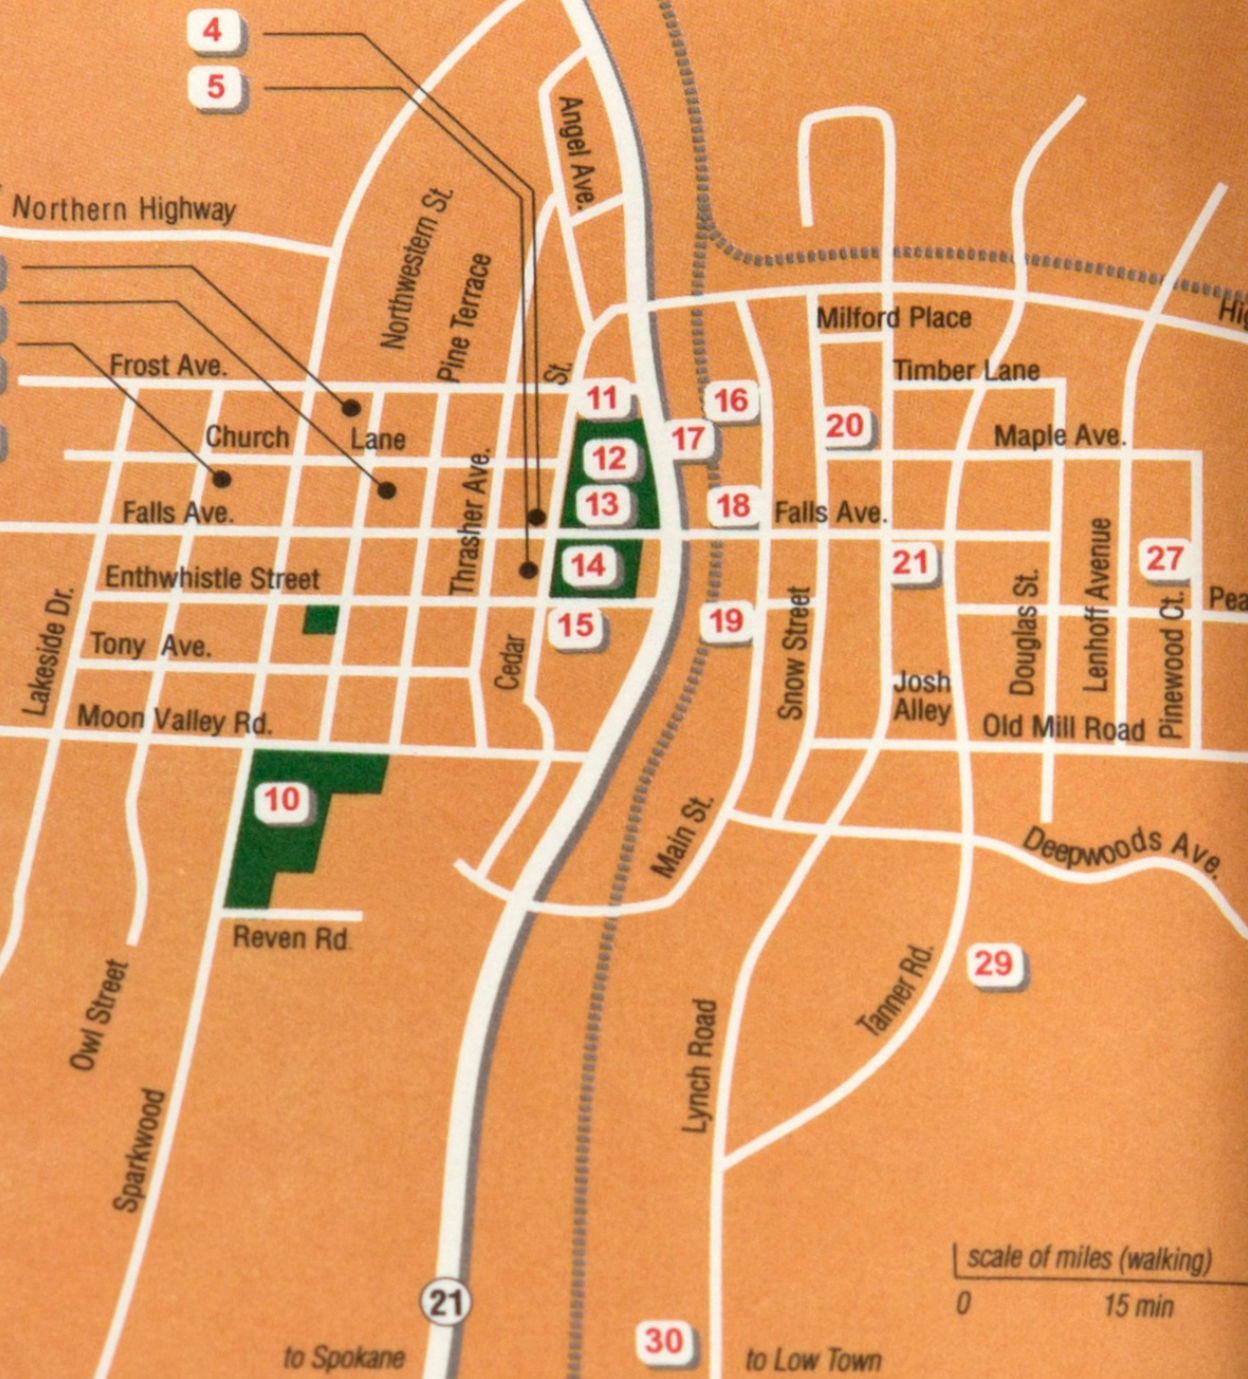 4
5
Angel Ave.
Northern Highway
Northwestern St.
Pine Terrace
Milford Place
Frost Ave.
St.
Timber Lane
11
16
17
20
Church Lane
Maple Ave.
12
Thrasher Ave.
13
18
Falls Ave.
Falls Ave.
14
21
27
Enthwhistle Street
Lenhoff Avenue
Douglas St.
Pinewood Ct.
15
19
Snow Street
Lakeside Dr.
Tony Ave.
Cedar
Josh
Alley
Moon Valley Rd.
Old Mill Road
10
Main St.
Deepwoods Ave.
Reven Rd.
29
Owl Street
Tanner Rd.
Lynch Road
Sparkwood
scale of miles (walking)
0 15 min
21
30
to Spokane
to Low Town